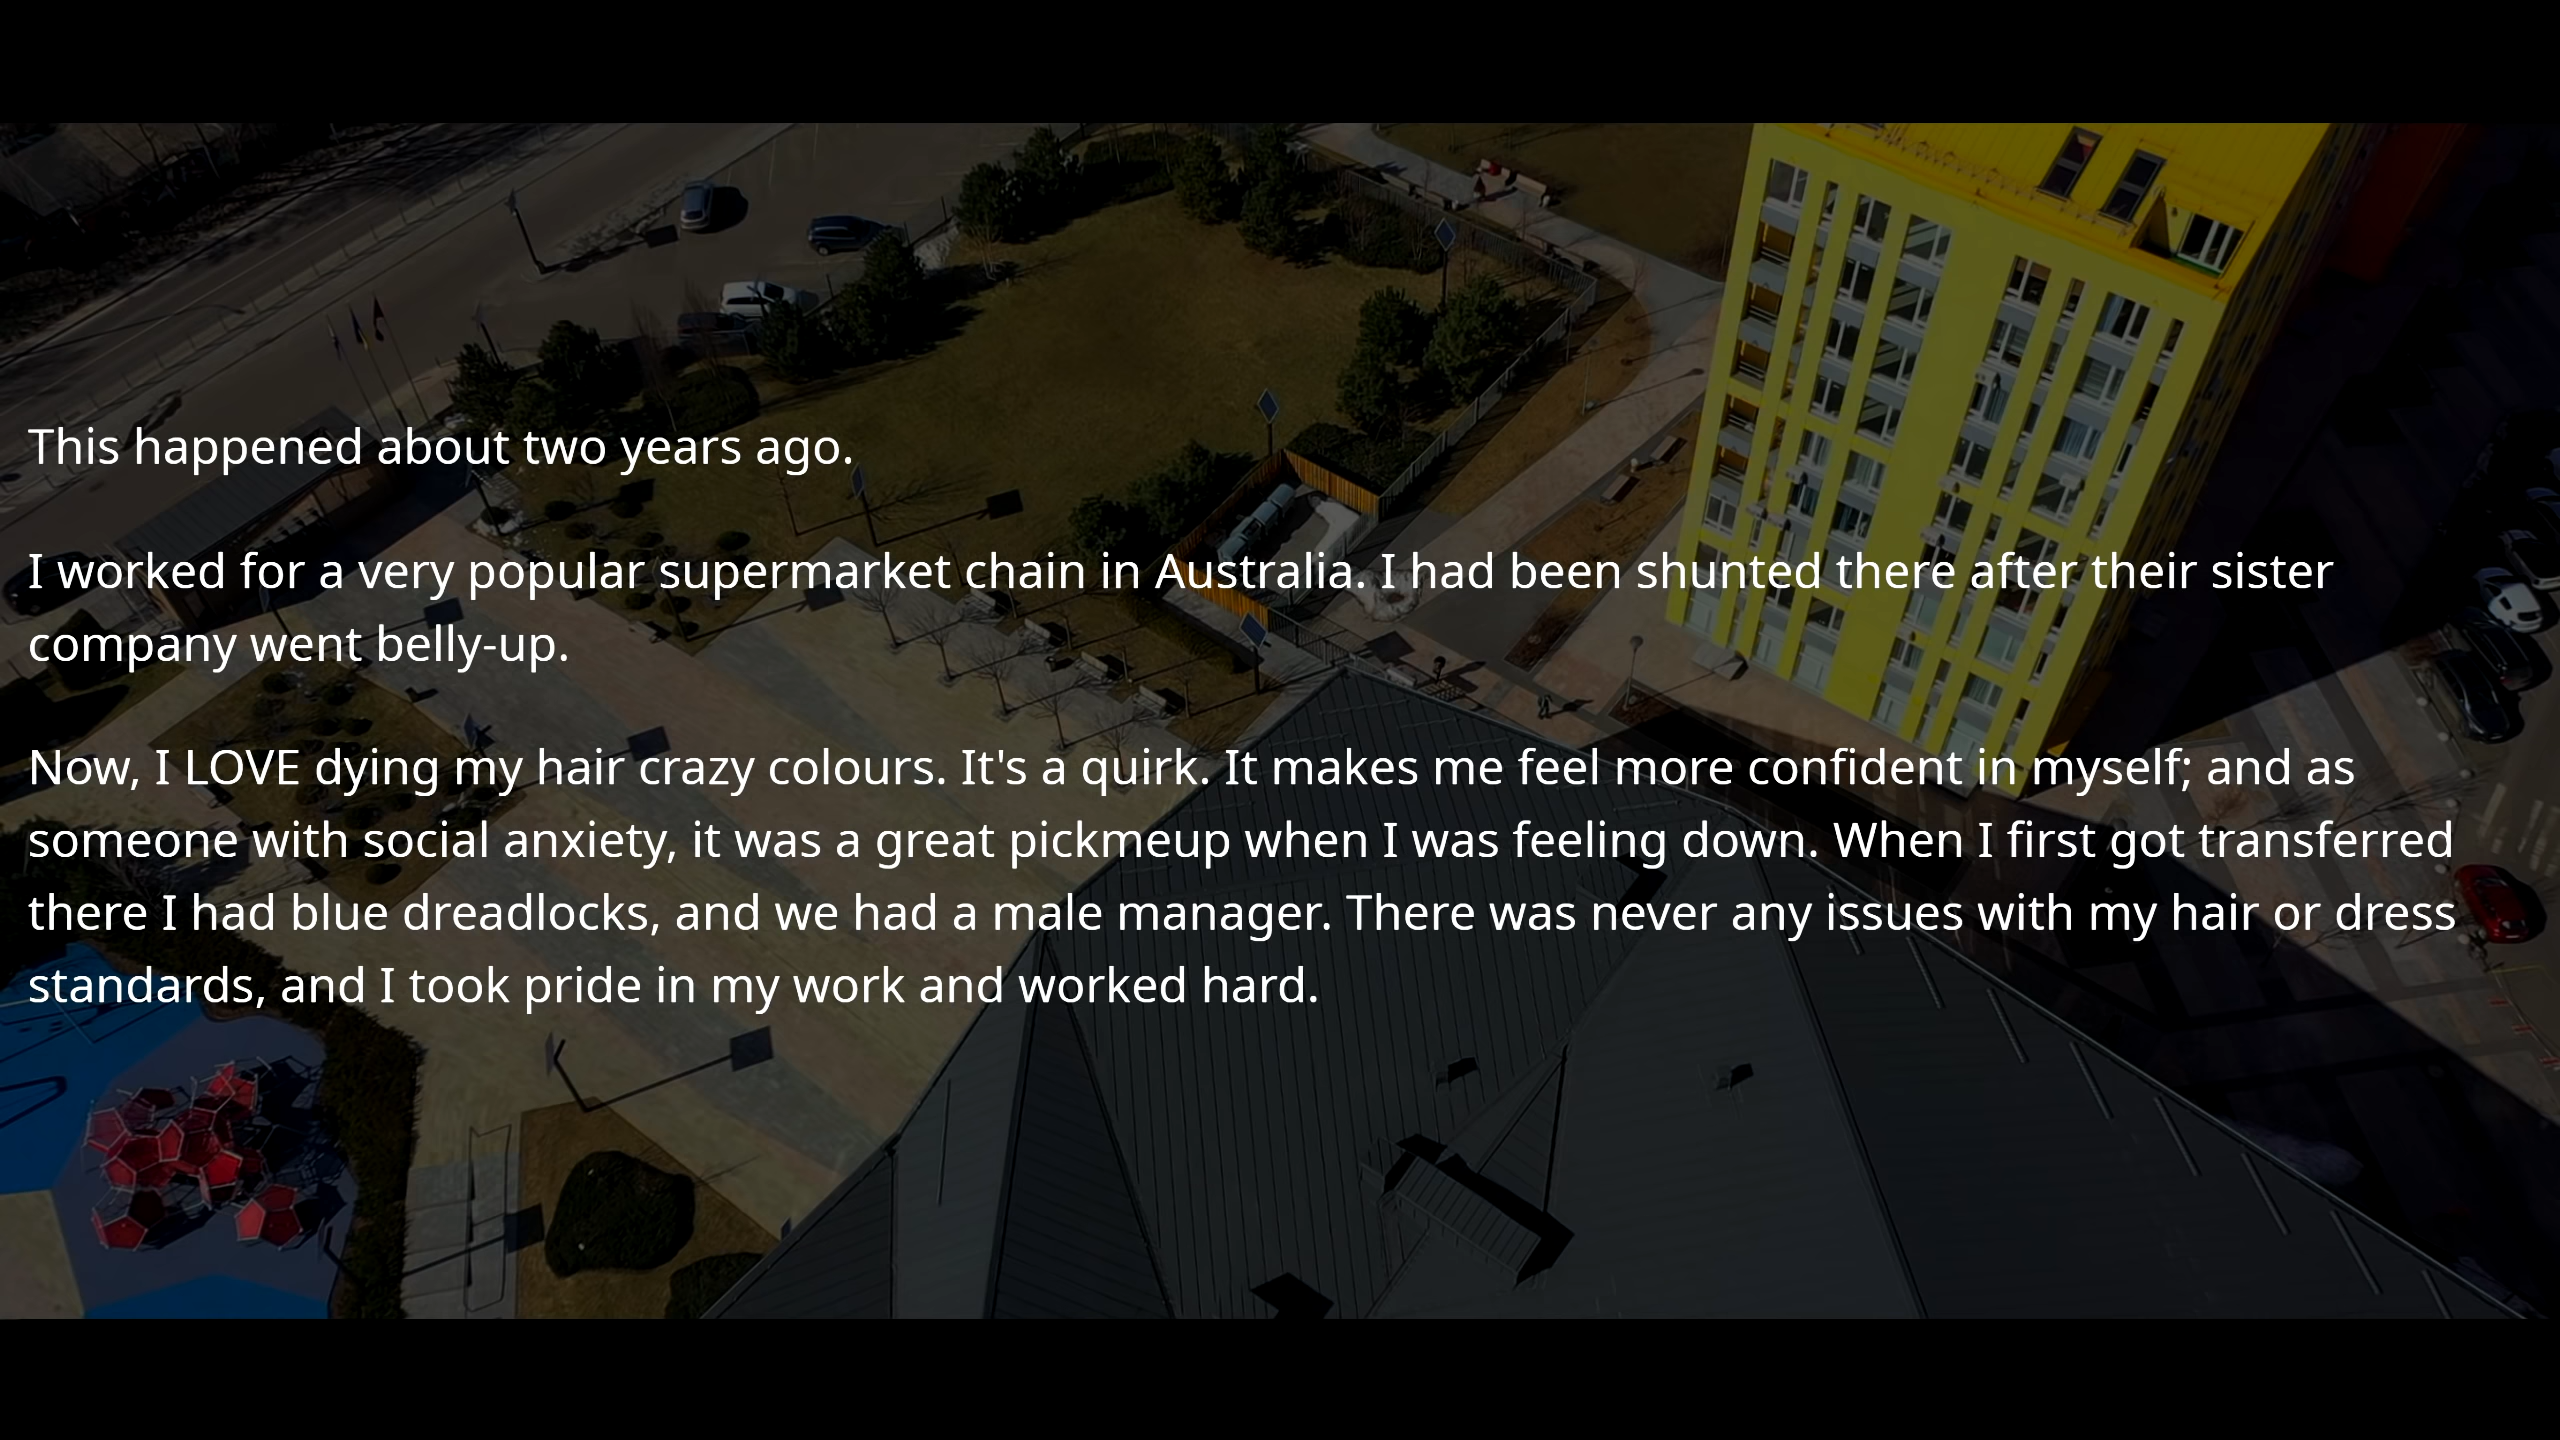 This happened about two years ago.
I worked for a very popular supermarket chain in Australia. I had been shunted there after their sister
company went belly-up.
Now, I LOVE dying my hair crazy colours. It's a quirk. It makes me feel more confident in myself; and as
someone with social anxiety, it was a great pickmeup when I was feeling down. When I first got transferred
there I had blue dreadlocks, and we had a male manager. There was never any issues with my hair or dress
standards, and I took pride in my work and worked hard.